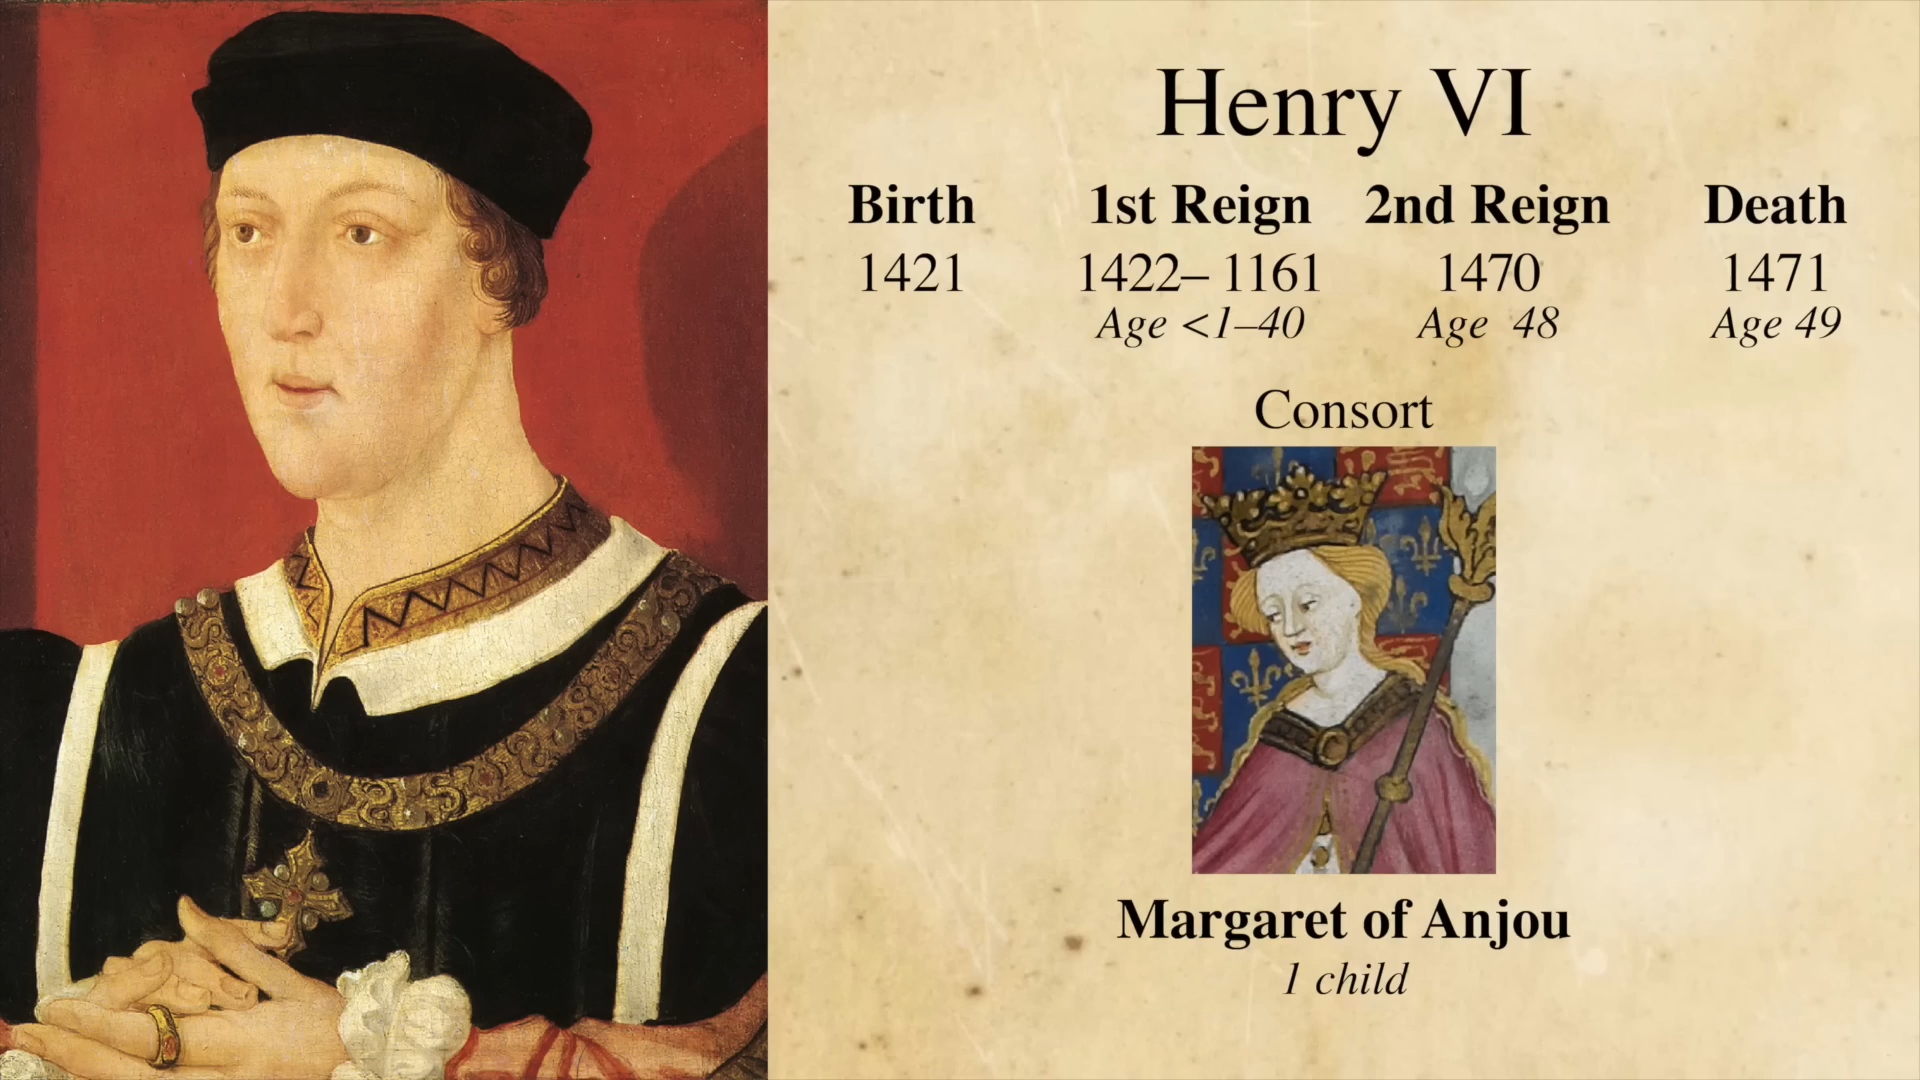 Henry VI
Birth 1st Reign 2nd Reign Death
1421 1422– 1161 1470 1471
Age <1–40 Age 48 Age 49
Consort
Margaret of Anjou
1 child